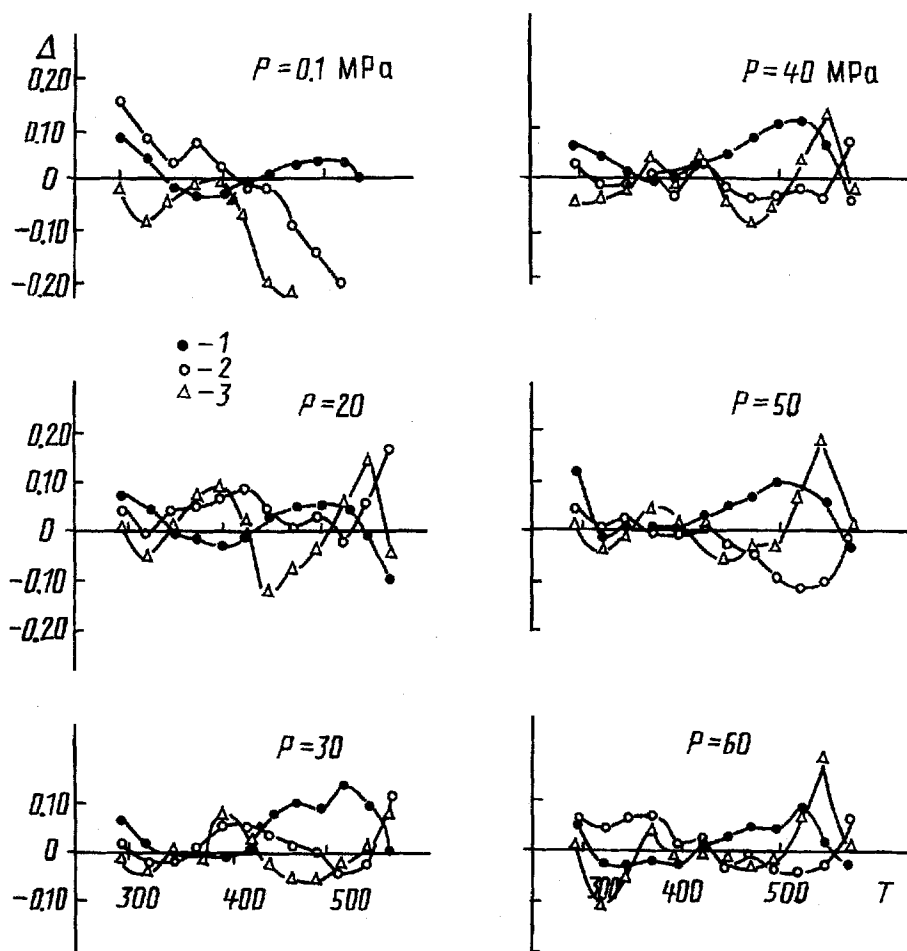 Δ
P = 0.1 MPa
0.20
0.10
0
-0.10
-0.20
P = 40 MPa
● - 1
○ - 2
△ - 3
P = 20
0.20
0.10
0
-0.10
-0.20
P = 50
P = 30
0.10
0
-0.10
300 400 500
P = 60
300 400 500 T